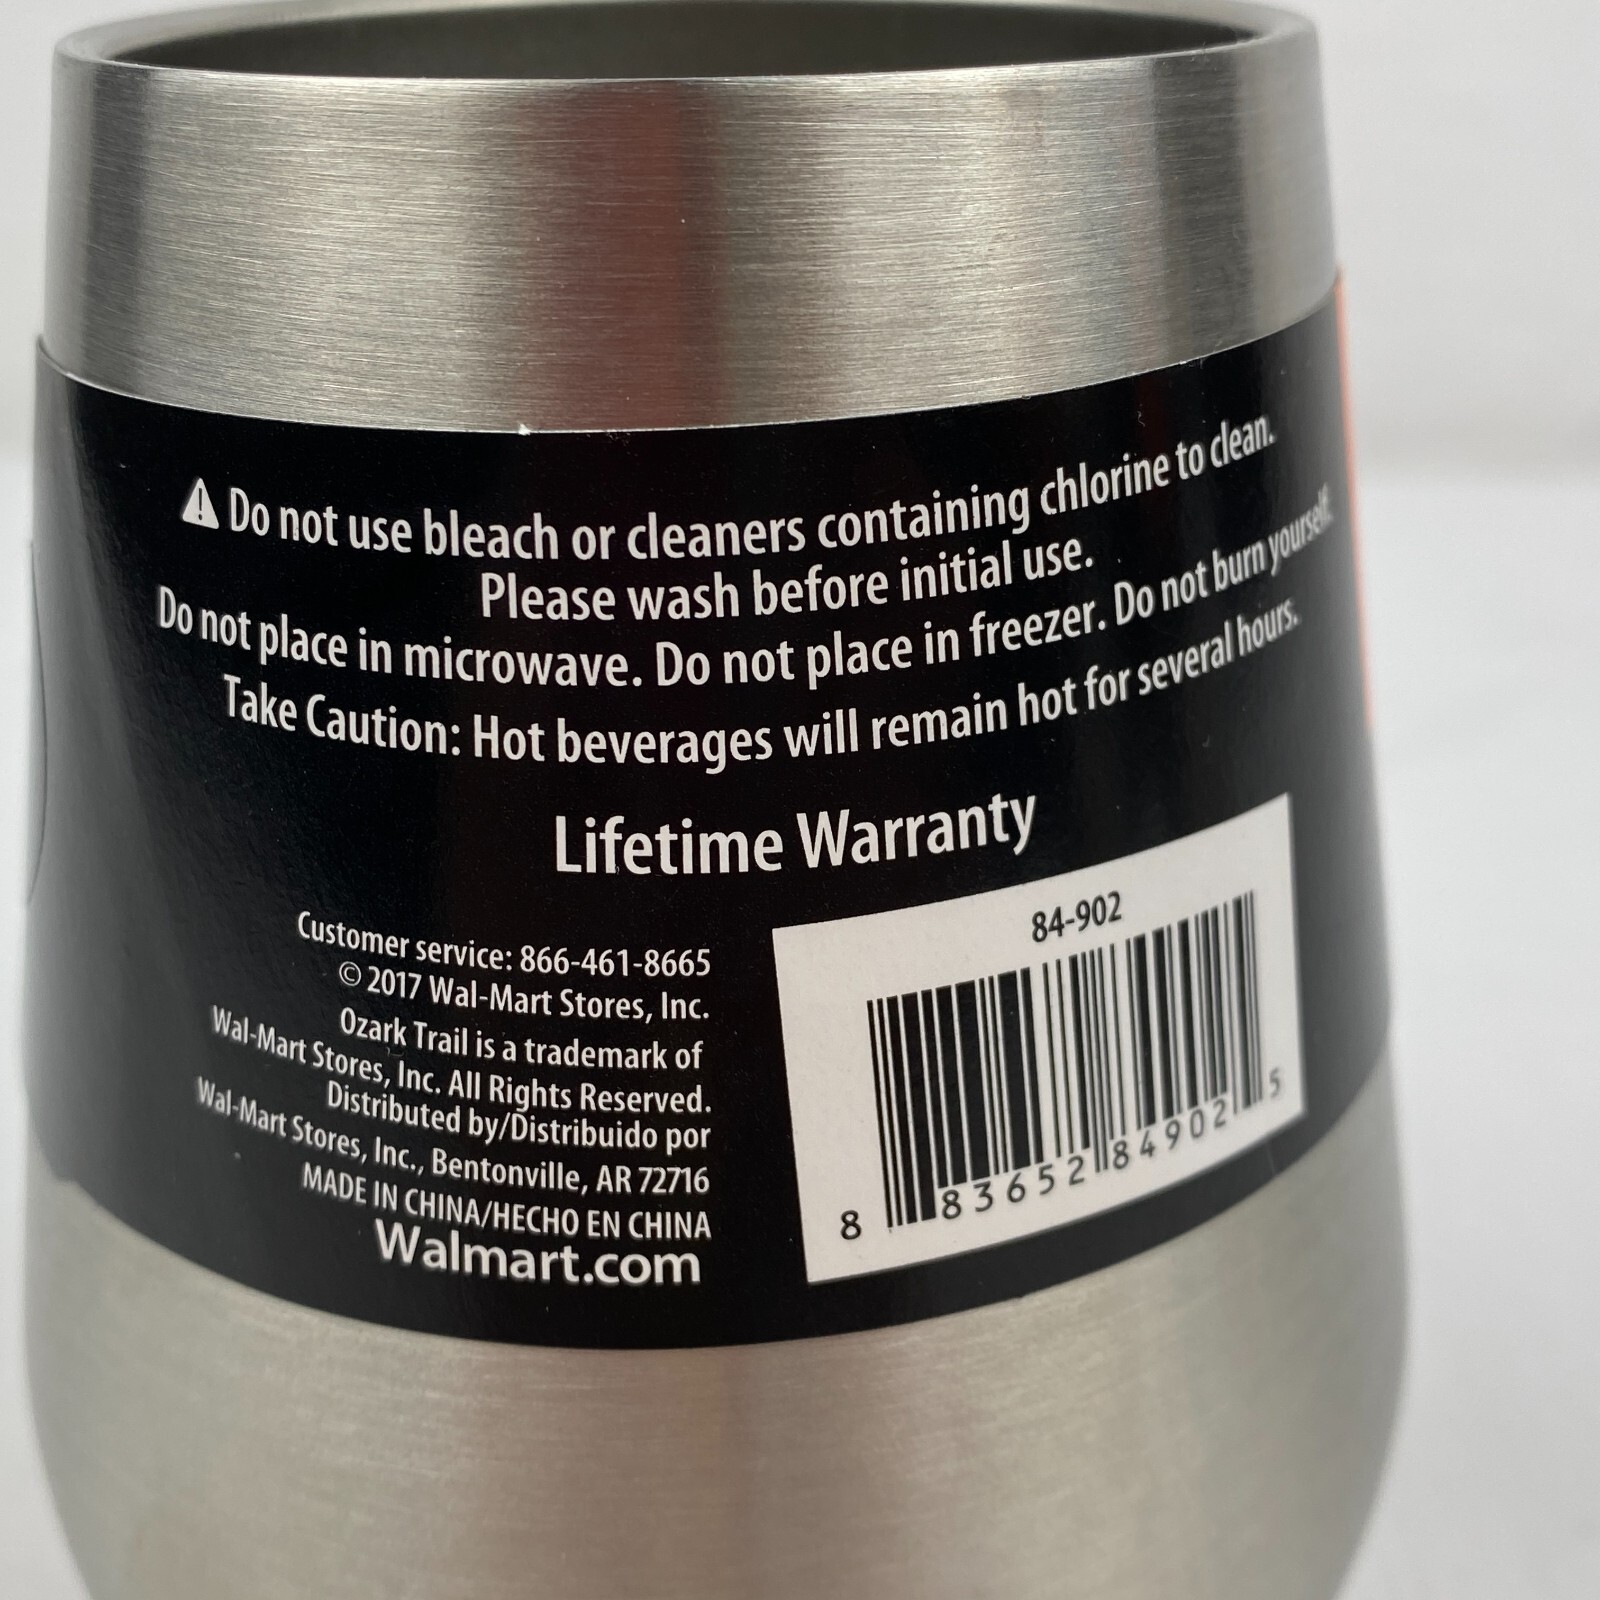 ⚠ Do not use bleach or cleaners containing chlorine to clean.
Please wash before initial use.
Do not place in microwave. Do not place in freezer. Do not burn yourself.
Take Caution: Hot beverages will remain hot for several hours.
Lifetime Warranty
Customer service: 866-461-8665
© 2017 Wal-Mart Stores, Inc.
Ozark Trail is a trademark of
Wal-Mart Stores, Inc. All Rights Reserved.
Distributed by/Distribuido por
Wal-Mart Stores, Inc., Bentonville, AR 72716
MADE IN CHINA/HECHO EN CHINA
Walmart.com
84-902
8 83652 84902 5